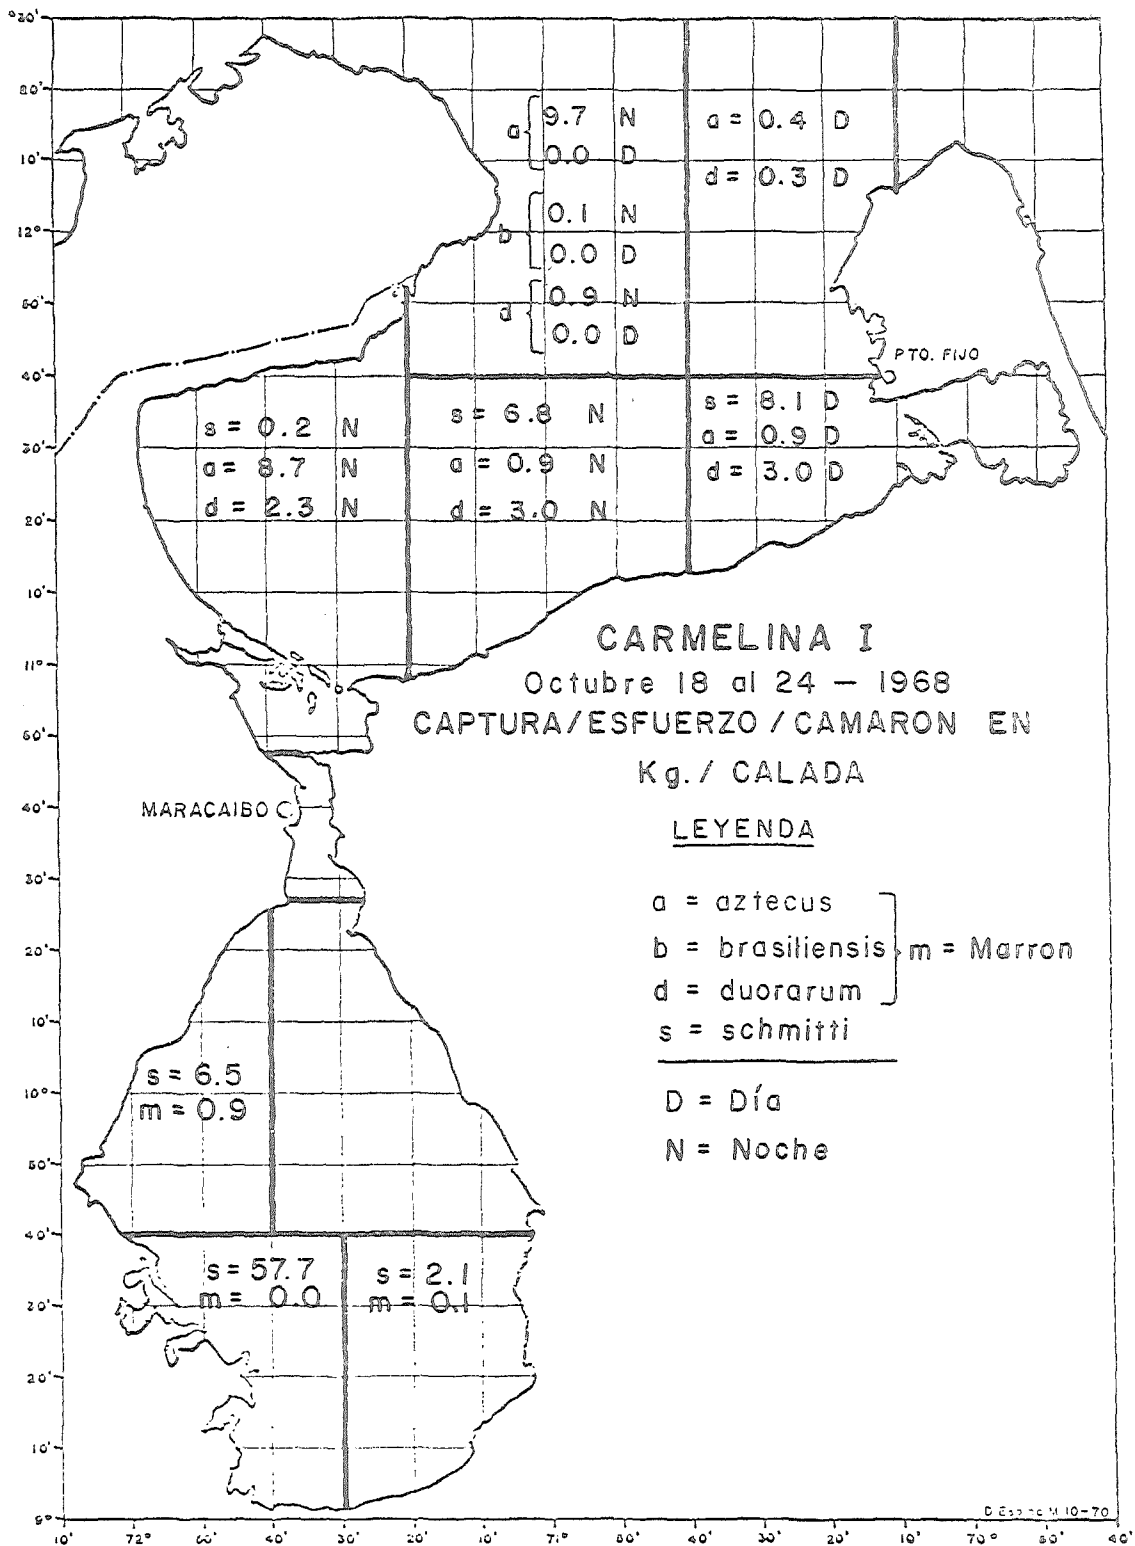 a { 9.7 N
0.0 D
b { 0.1 N
0.0 D
d { 0.9 N
0.0 D
a = 0.4 D
d = 0.3 D
PTO. FIJO
s = 0.2 N
a = 8.7 N
d = 2.3 N
s = 6.8 N
a = 0.9 N
d = 3.0 N
s = 8.1 D
a = 0.9 D
d = 3.0 D
CARMELINA I
Octubre 18 al 24 — 1968
CAPTURA/ESFUERZO/CAMARON EN
Kg./ CALADA
MARACAIBO
LEYENDA
a = aztecus
b = brasiliensis } m = Marron
d = duorarum
s = schmitti
D = Día
N = Noche
s = 6.5
m = 0.9
s = 57.7
m = 0.0
s = 2.1
m = 0.1
20'
10'
12°
50'
40'
30'
20'
10'
11°
50'
40'
30'
20'
10'
10°
50'
40'
30'
20'
10'
9°
10' 72° 50' 40' 30' 20' 10' 71° 50' 40' 30' 20' 10' 70° 50' 40'
10-70